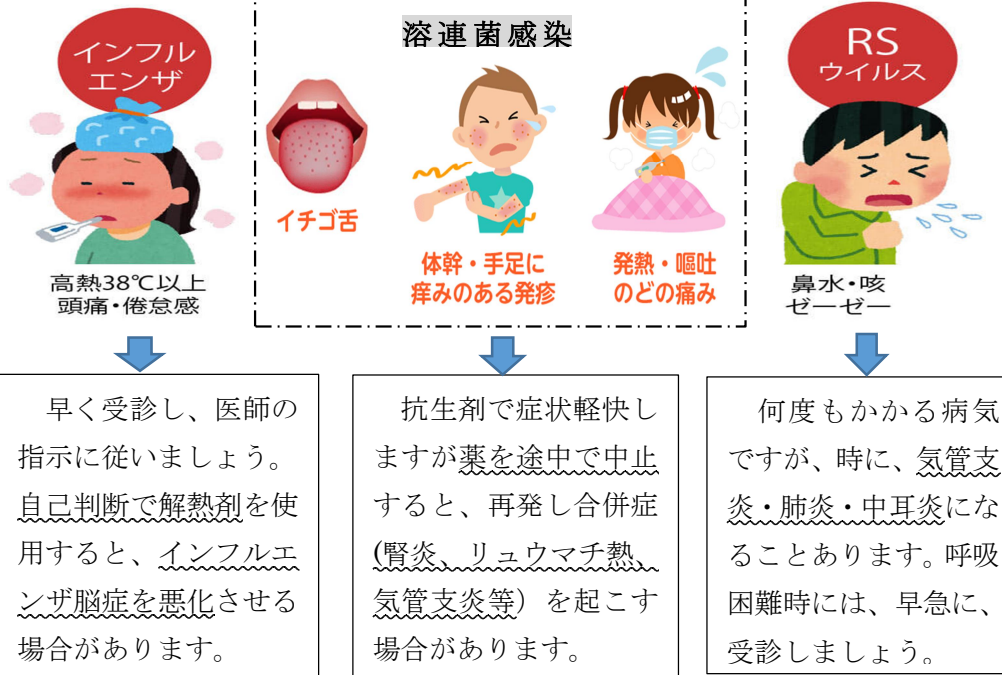 インフル
エンザ
高熱38℃以上
頭痛・倦怠感
溶連菌感染
イチゴ舌
体幹・手足に
痒みのある発疹
発熱・嘔吐
のどの痛み
RS
ウイルス
鼻水・咳
ゼーゼー
早く受診し、医師の
指示に従いましょう。
自己判断で解熱剤を使
用すると、インフルエ
ンザ脳症を悪化させる
場合があります。
抗生剤で症状軽快し
ますが薬を途中で中止
すると、再発し合併症
(腎炎、リュウマチ熱、
気管支炎等）を起こす
場合があります。
何度もかかる病気
ですが、時に、気管支
炎・肺炎・中耳炎にな
ることあります。呼吸
困難時には、早急に、
受診しましょう。